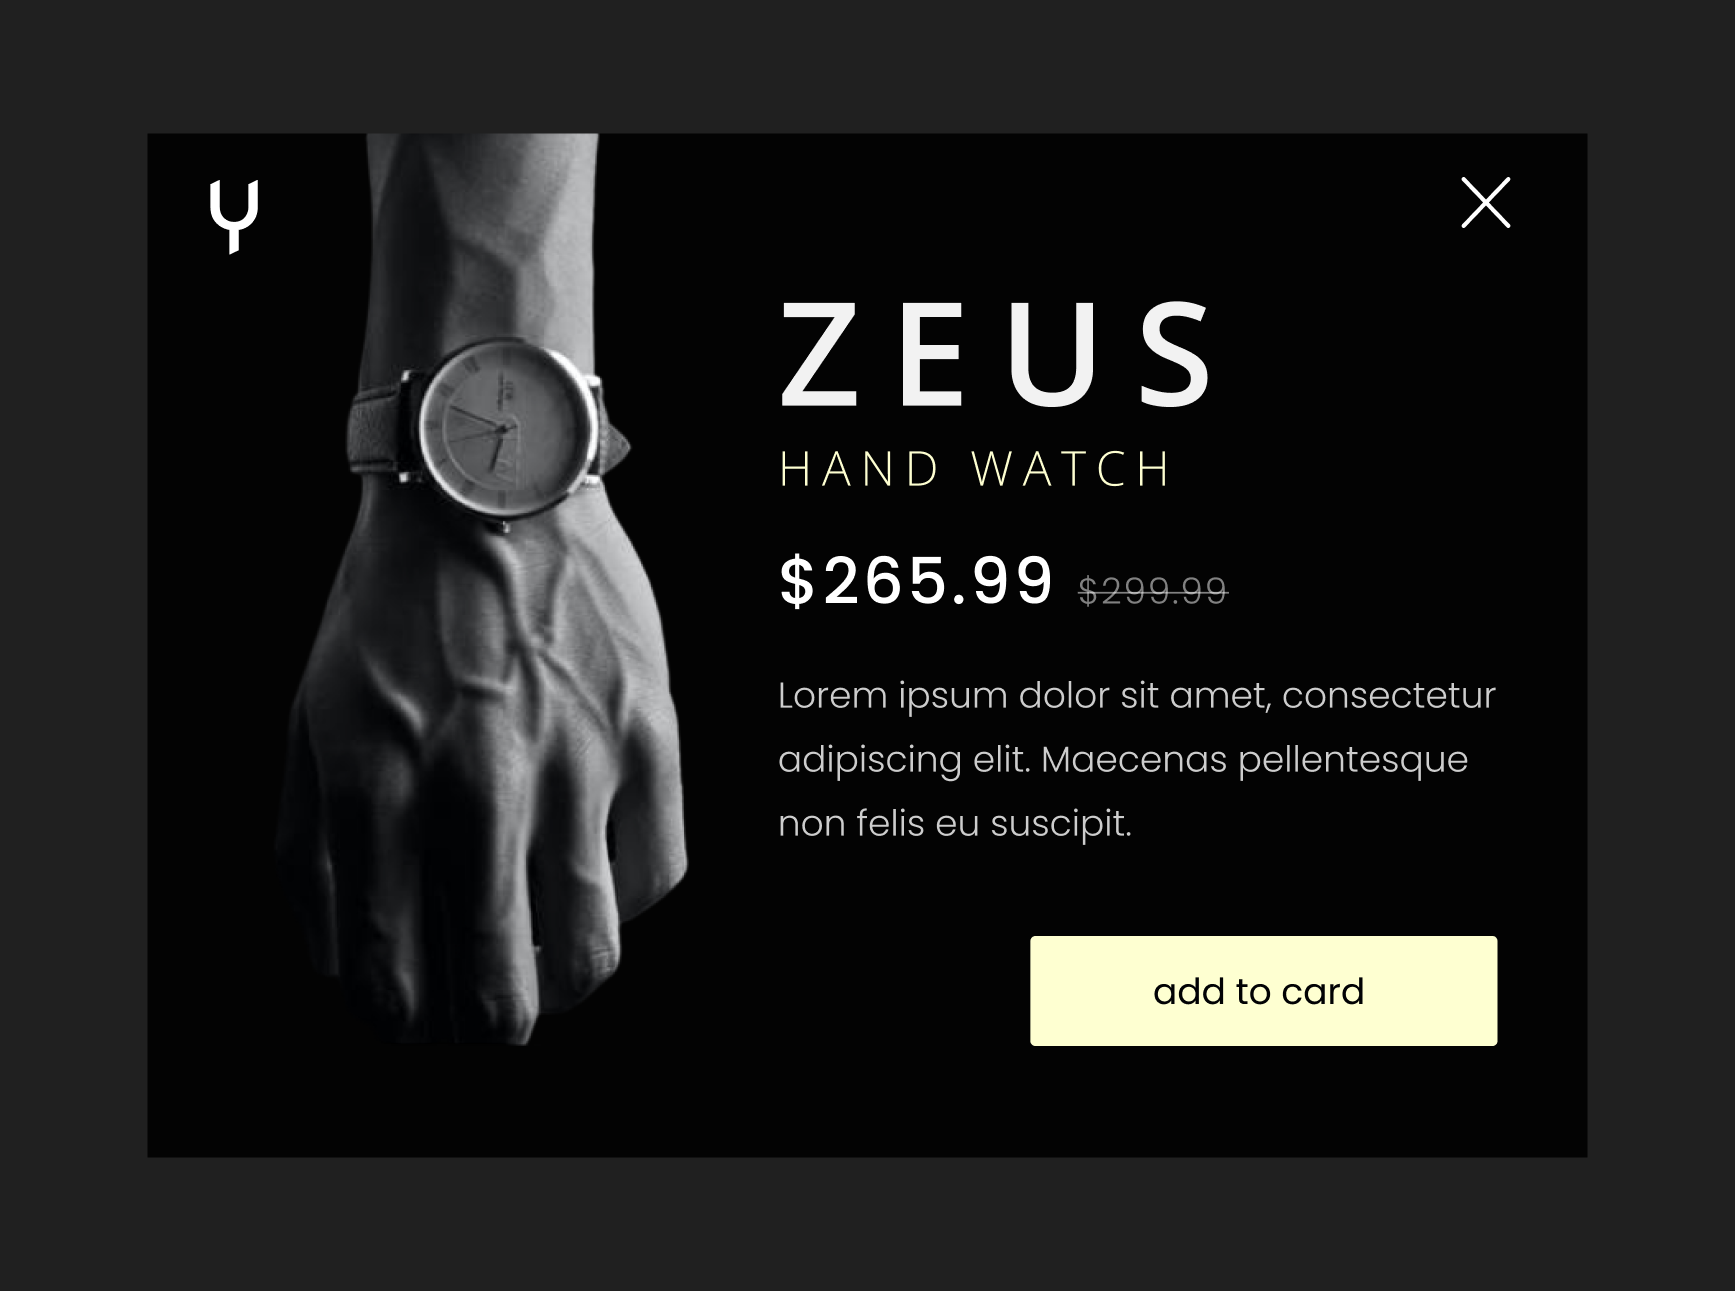 ZEUS
HAND WATCH
$265.99 $299.99
Lorem ipsum dolor sit amet, consectetur
adipiscing elit. Maecenas pellentesque
non felis eu suscipit.
add to card